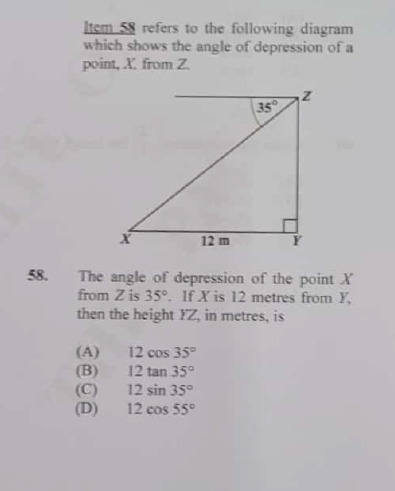 Item 58 refers to the following diagram
which shows the angle of depression of a
point, X, from Z.
Z
35°
X
12 m
Y
58. The angle of depression of the point X
from Z is 35°. If X is 12 metres from Y,
then the height YZ, in metres, is
(A) 12 cos 35°
(B) 12 tan 35°
(C) 12 sin 35°
(D) 12 cos 55°